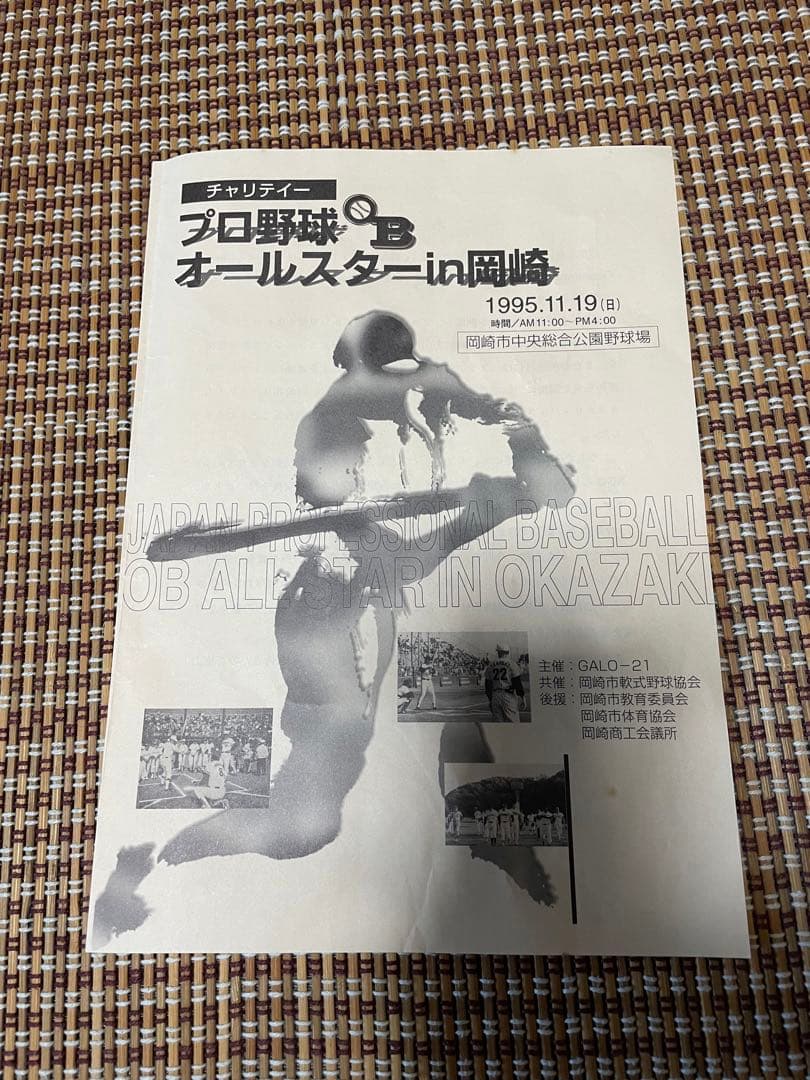 チャリテイー
プロ野球OB
オールスターin岡崎
1995.11.19(日)
時間/AM11:00~PM4:00
岡崎市中央総合公園野球場
JAPAN PROFESSIONAL BASEBALL
OB ALL STAR IN OKAZAKI
主催:GALO-21
共催:岡崎市軟式野球協会
後援:岡崎市教育委員会
岡崎市体育協会
岡崎商工会議所
22